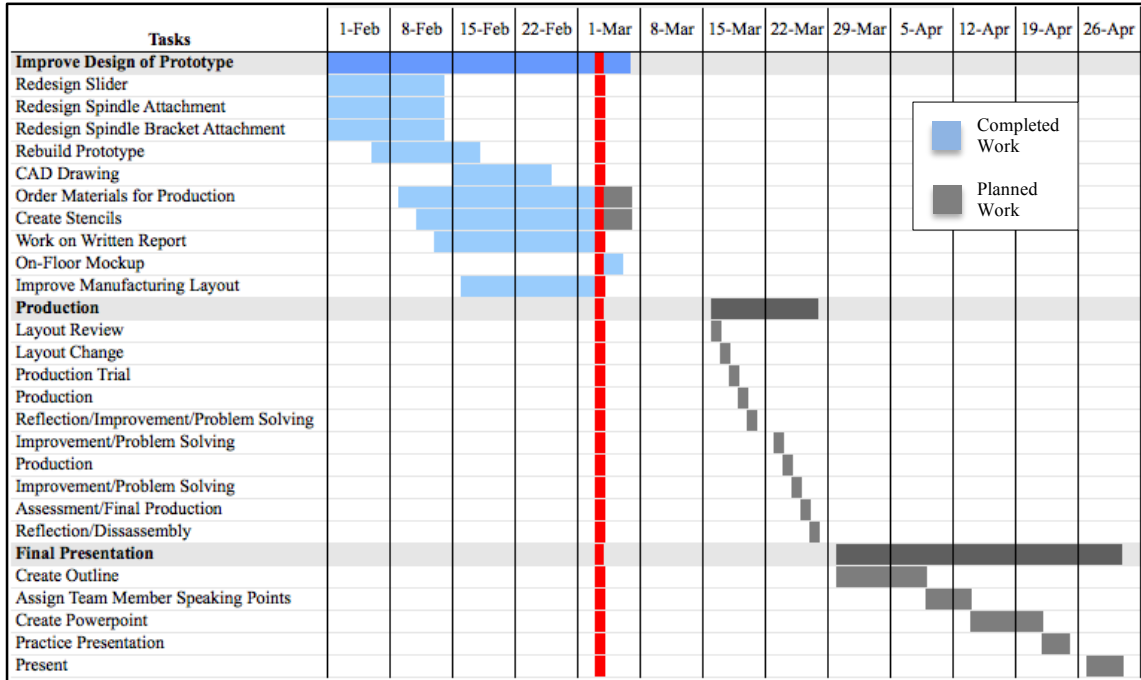 Tasks 1-Feb 8-Feb 15-Feb 22-Feb 1-Mar 8-Mar 15-Mar 22-Mar 29-Mar 5-Apr 12-Apr 19-Apr 26-Apr
Improve Design of Prototype
Redesign Slider
Redesign Spindle Attachment
Redesign Spindle Bracket Attachment
Rebuild Prototype
CAD Drawing
Order Materials for Production
Create Stencils
Work on Written Report
On-Floor Mockup
Improve Manufacturing Layout
Production
Layout Review
Layout Change
Production Trial
Production
Reflection/Improvement/Problem Solving
Improvement/Problem Solving
Production
Improvement/Problem Solving
Assessment/Final Production
Reflection/Dissassembly
Final Presentation
Create Outline
Assign Team Member Speaking Points
Create Powerpoint
Practice Presentation
Present
Completed
Work
Planned
Work